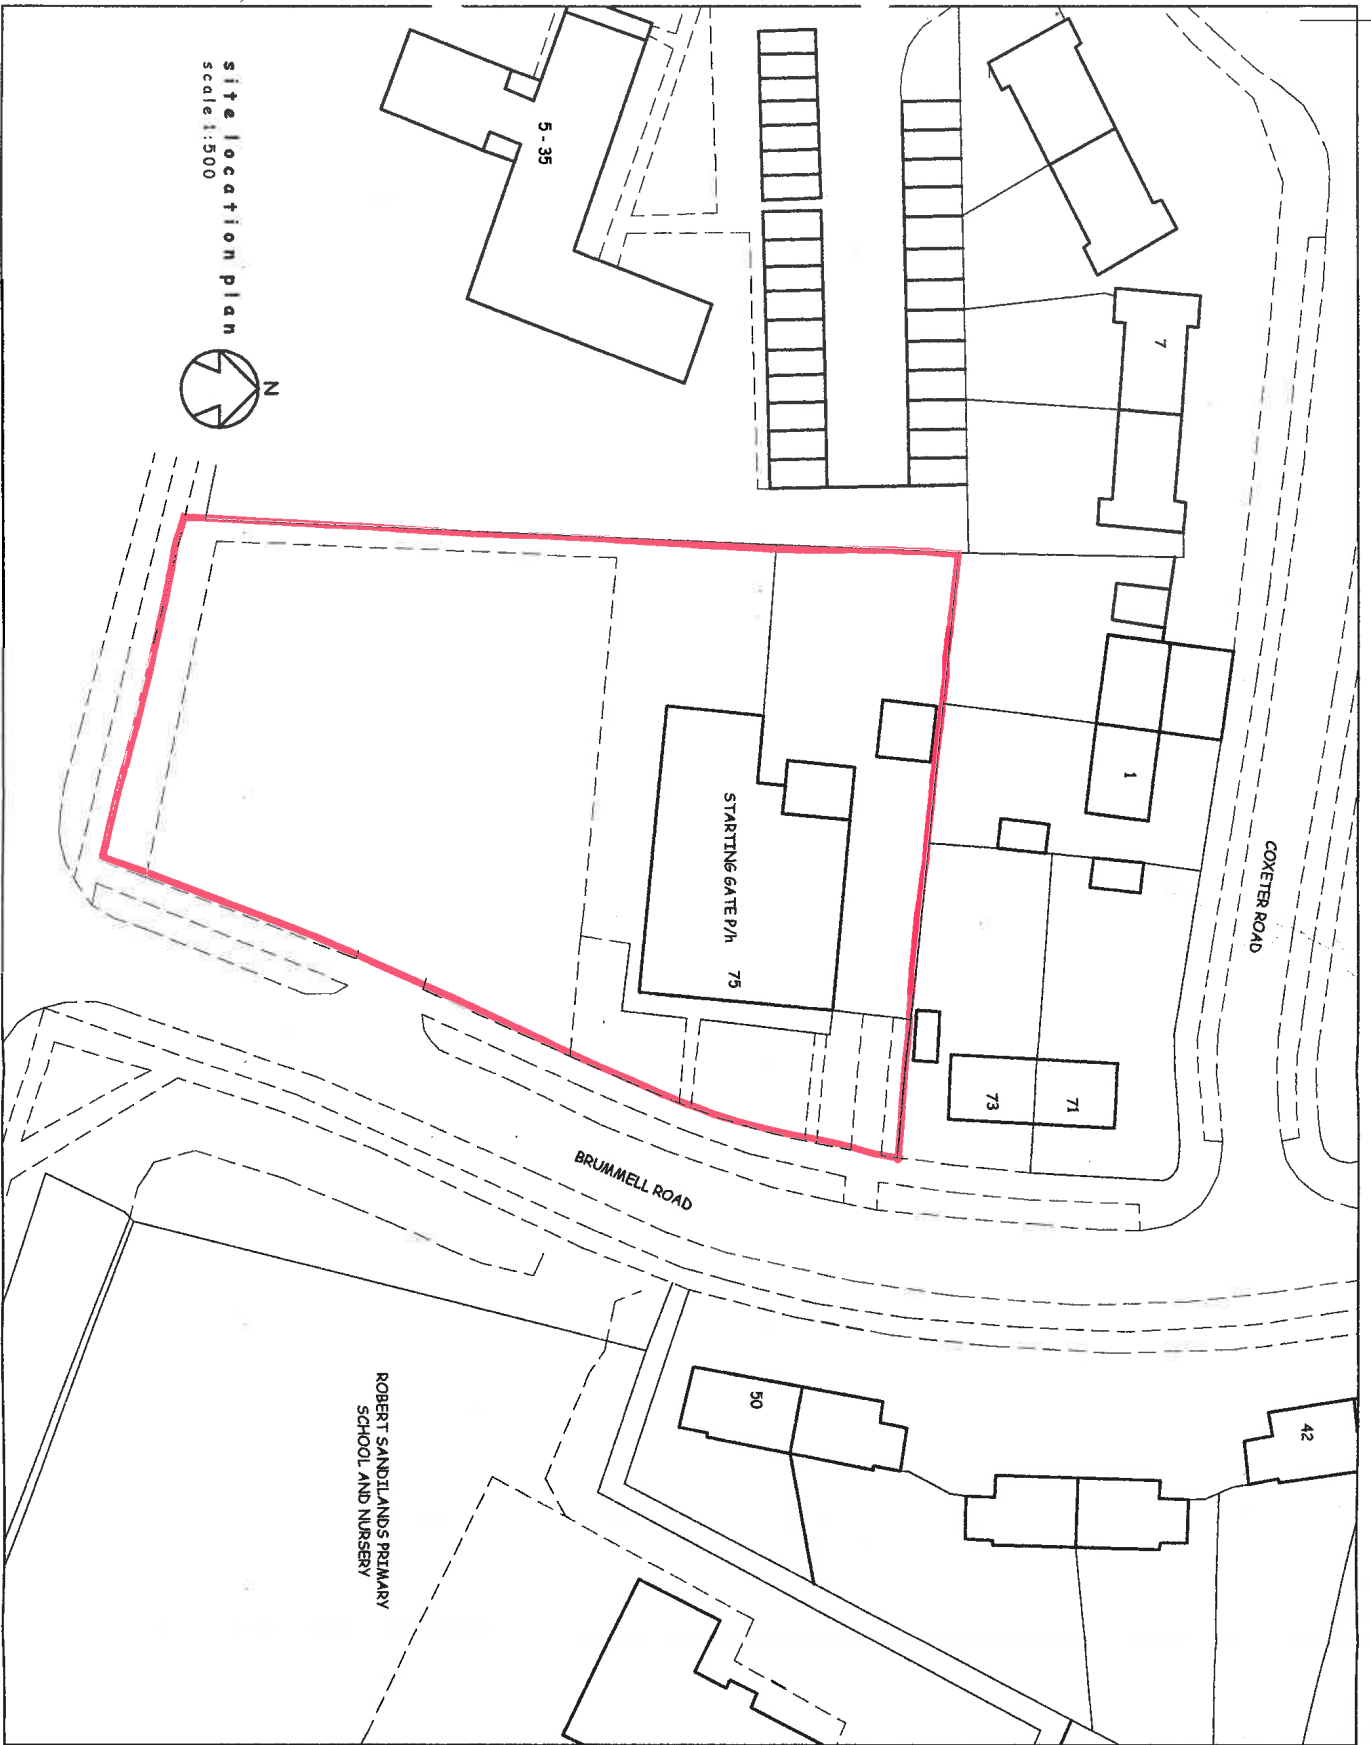 site location plan
scale 1:500
N
5 - 35
7
1
COXETER ROAD
STARTING GATE P/h 75
73
71
BRUMMELL ROAD
50
42
ROBERT SANDILANDS PRIMARY
SCHOOL AND NURSERY